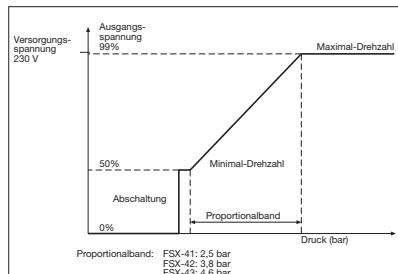 Versorgungs-
spannung
230 V
Ausgangs-
spannung
99%
Maximal-Drehzahl
50%
Minimal-Drehzahl
Abschaltung
Proportionalband
0%
Druck (bar)
Proportionalband: FSX-41: 2,5 bar
FSX-42: 3,8 bar
FSX-43: 4,6 bar